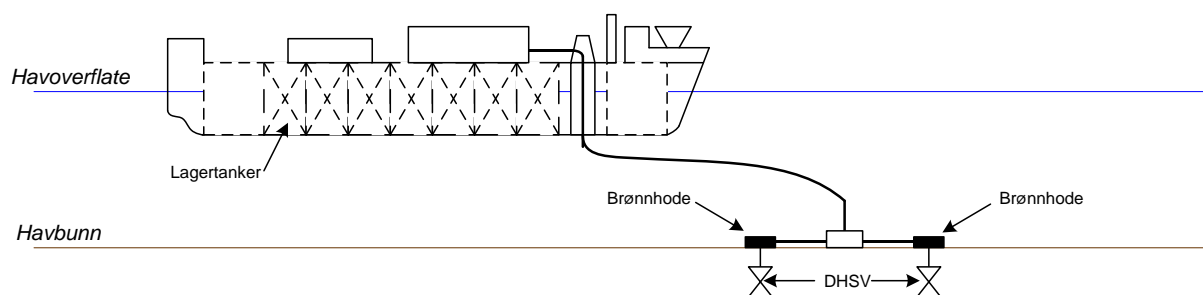 Havoverflate
Lagertanker
Brønnhode
Brønnhode
Havbunn
DHSV